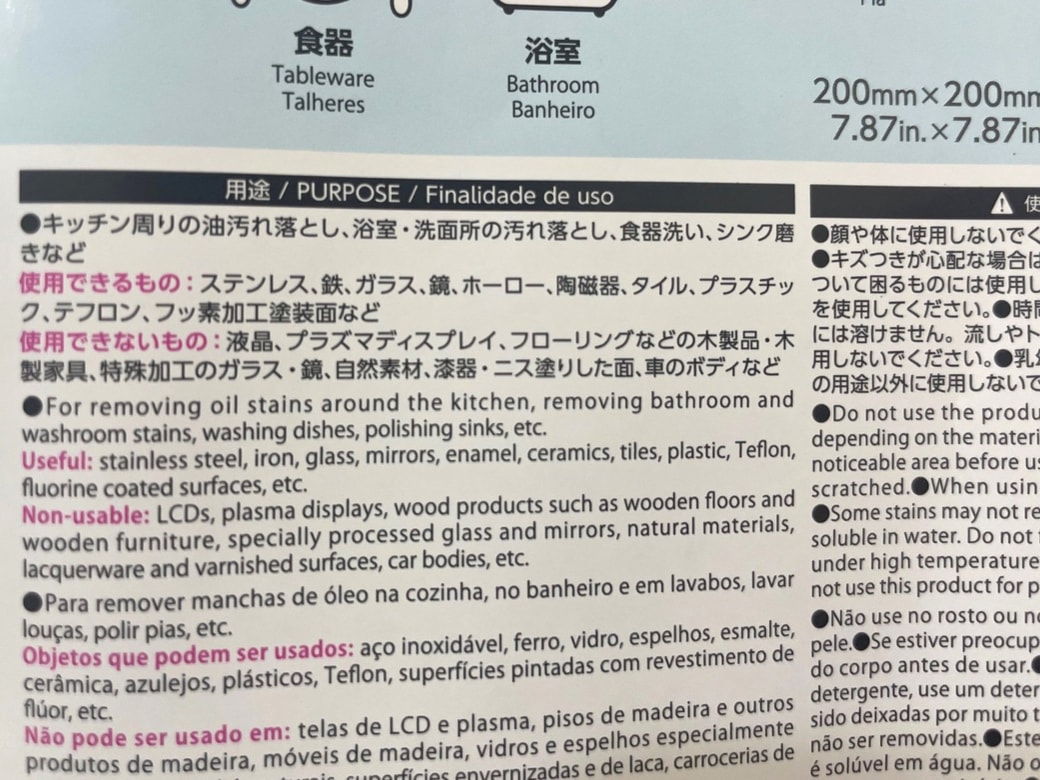 食器
Tableware
Talheres
浴室
Bathroom
Banheiro
200mm×200mm
7.87in.×7.87in
用途 / PURPOSE / Finalidade de uso
●キッチン周りの油汚れ落とし、浴室・洗面所の汚れ落とし、食器洗い、シンク磨
きなど
使用できるもの：ステンレス、鉄、ガラス、鏡、ホーロー、陶磁器、タイル、プラスチッ
ク、テフロン、フッ素加工塗装面など
使用できないもの：液晶、プラズマディスプレイ、フローリングなどの木製品・木
製家具、特殊加工のガラス・鏡、自然素材、漆器・ニス塗りした面、車のボディなど
●For removing oil stains around the kitchen, removing bathroom and
washroom stains, washing dishes, polishing sinks, etc.
Useful: stainless steel, iron, glass, mirrors, enamel, ceramics, tiles, plastic, Teflon,
fluorine coated surfaces, etc.
Non-usable: LCDs, plasma displays, wood products such as wooden floors and
wooden furniture, specially processed glass and mirrors, natural materials,
lacquerware and varnished surfaces, car bodies, etc.
●Para remover manchas de óleo na cozinha, no banheiro e em lavabos, lavar
louças, polir pias, etc.
Objetos que podem ser usados: aço inoxidável, ferro, vidro, espelhos, esmalte,
cerâmica, azulejos, plásticos, Teflon, superfícies pintadas com revestimento de
flúor, etc.
Não pode ser usado em: telas de LCD e plasma, pisos de madeira e outros
produtos de madeira, móveis de madeira, vidros e espelhos especialmente
superfícies envernizadas e de laca, carrocerias de
⚠ 使
●顔や体に使用しないでく
●キズつきが心配な場合は
ついて困るものには使用し
を使用してください。●時間
には溶けません。流しやト
用しないでください。●乳幼
の用途以外に使用しないで
●Do not use the produ
depending on the materi
noticeable area before us
scratched.●When usin
●Some stains may not re
soluble in water. Do not
under high temperature
not use this product for p
●Não use no rosto ou no
pele.●Se estiver preocup
do corpo antes de usar.●
detergente, use um deter
sido deixadas por muito t
não ser removidas.●Este
é solúvel em água. Não o